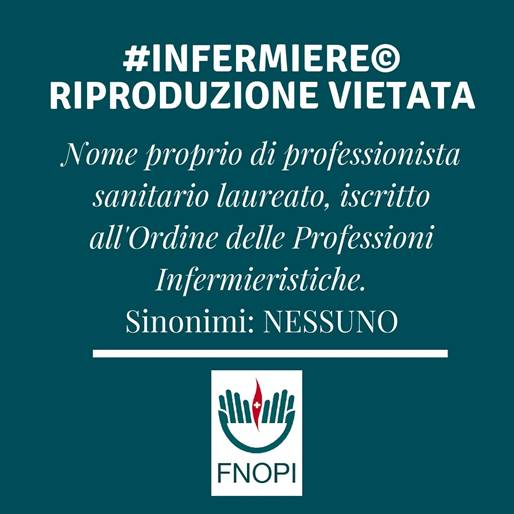 #INFERMIERE©
RIPRODUZIONE VIETATA
Nome proprio di professionista
sanitario laureato, iscritto
all'Ordine delle Professioni
Infermieristiche.
Sinonimi: NESSUNO
FNOPI